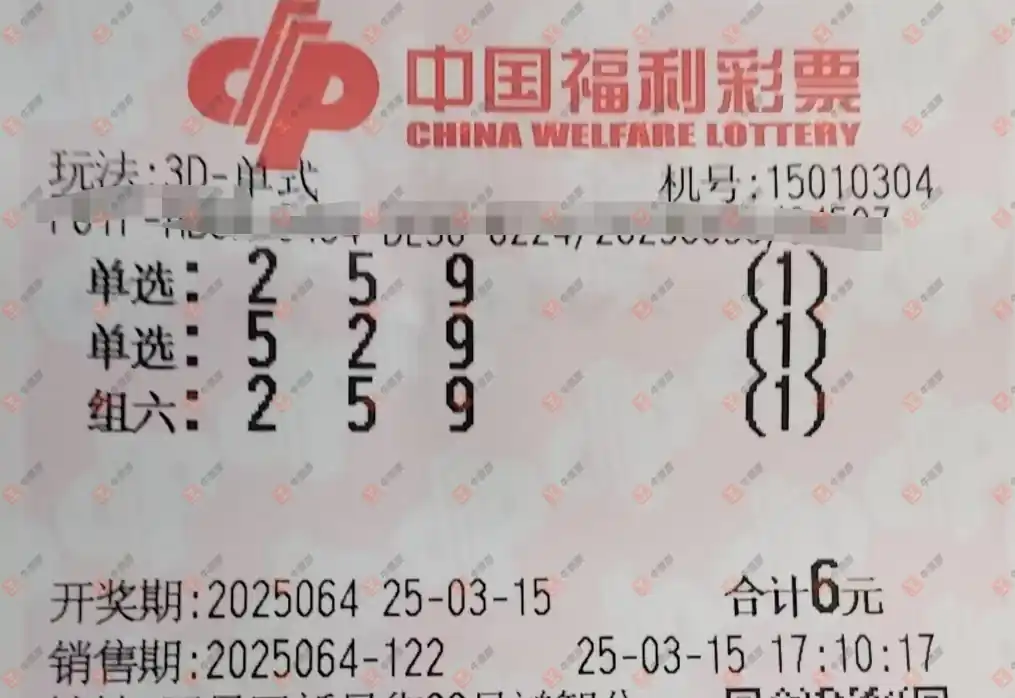 中国福利彩票
CHINA WELFARE LOTTERY
玩法:3D-单式 机号:15010304
单选: 2 5 9 (1)
单选: 5 2 9 (1)
组六: 2 5 9 (1)
开奖期:2025064 25-03-15 合计6元
销售期:2025064-122 25-03-15 17:10:17